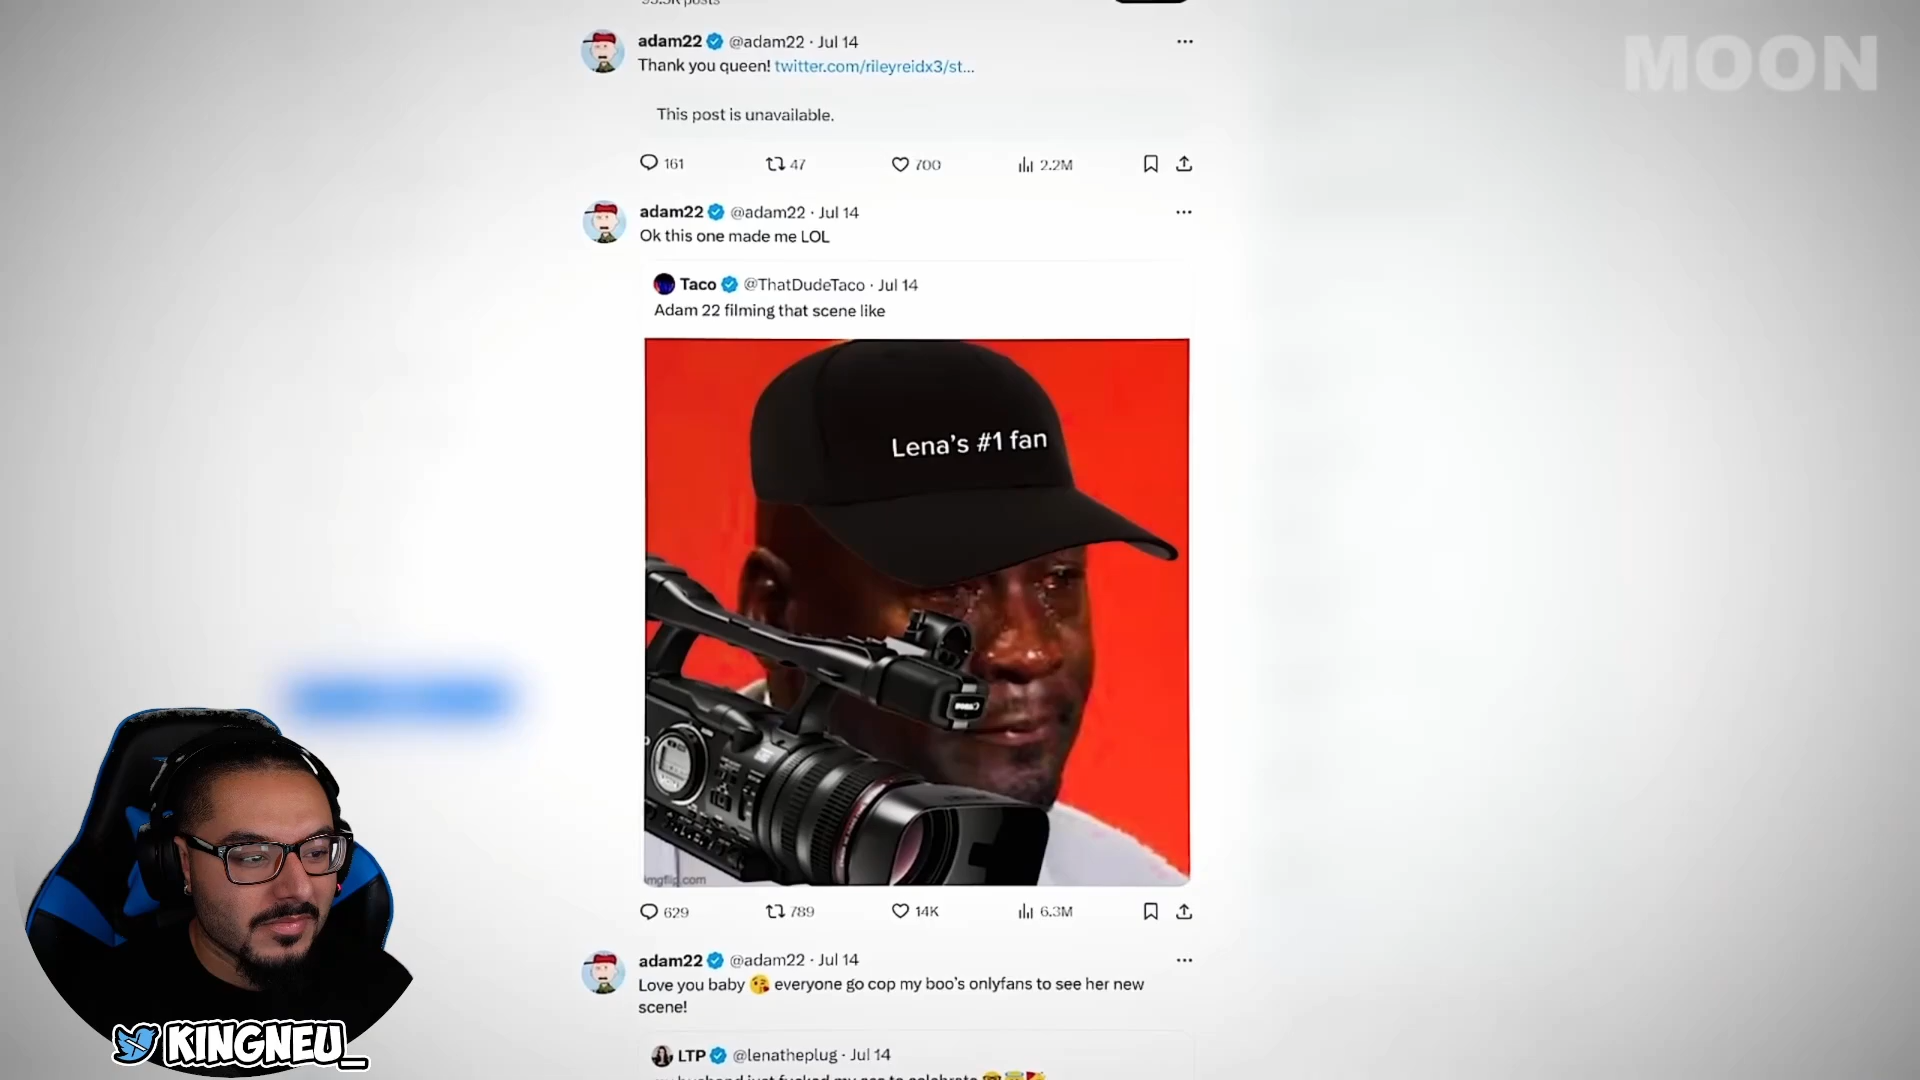 MOON
adam22 @adam22 · Jul 14
Thank you queen! twitter.com/rileyreidx3/st...
This post is unavailable.
161 47 700 2.2M
adam22 @adam22 · Jul 14
Ok this one made me LOL
Taco @ThatDudeTaco · Jul 14
Adam 22 filming that scene like
Lena's #1 fan
imgflip.com
629 789 14K 6.3M
adam22 @adam22 · Jul 14
Love you baby 😘 everyone go cop my boo's onlyfans to see her new
scene!
LTP @lenatheplug · Jul 14
KINGNEU_